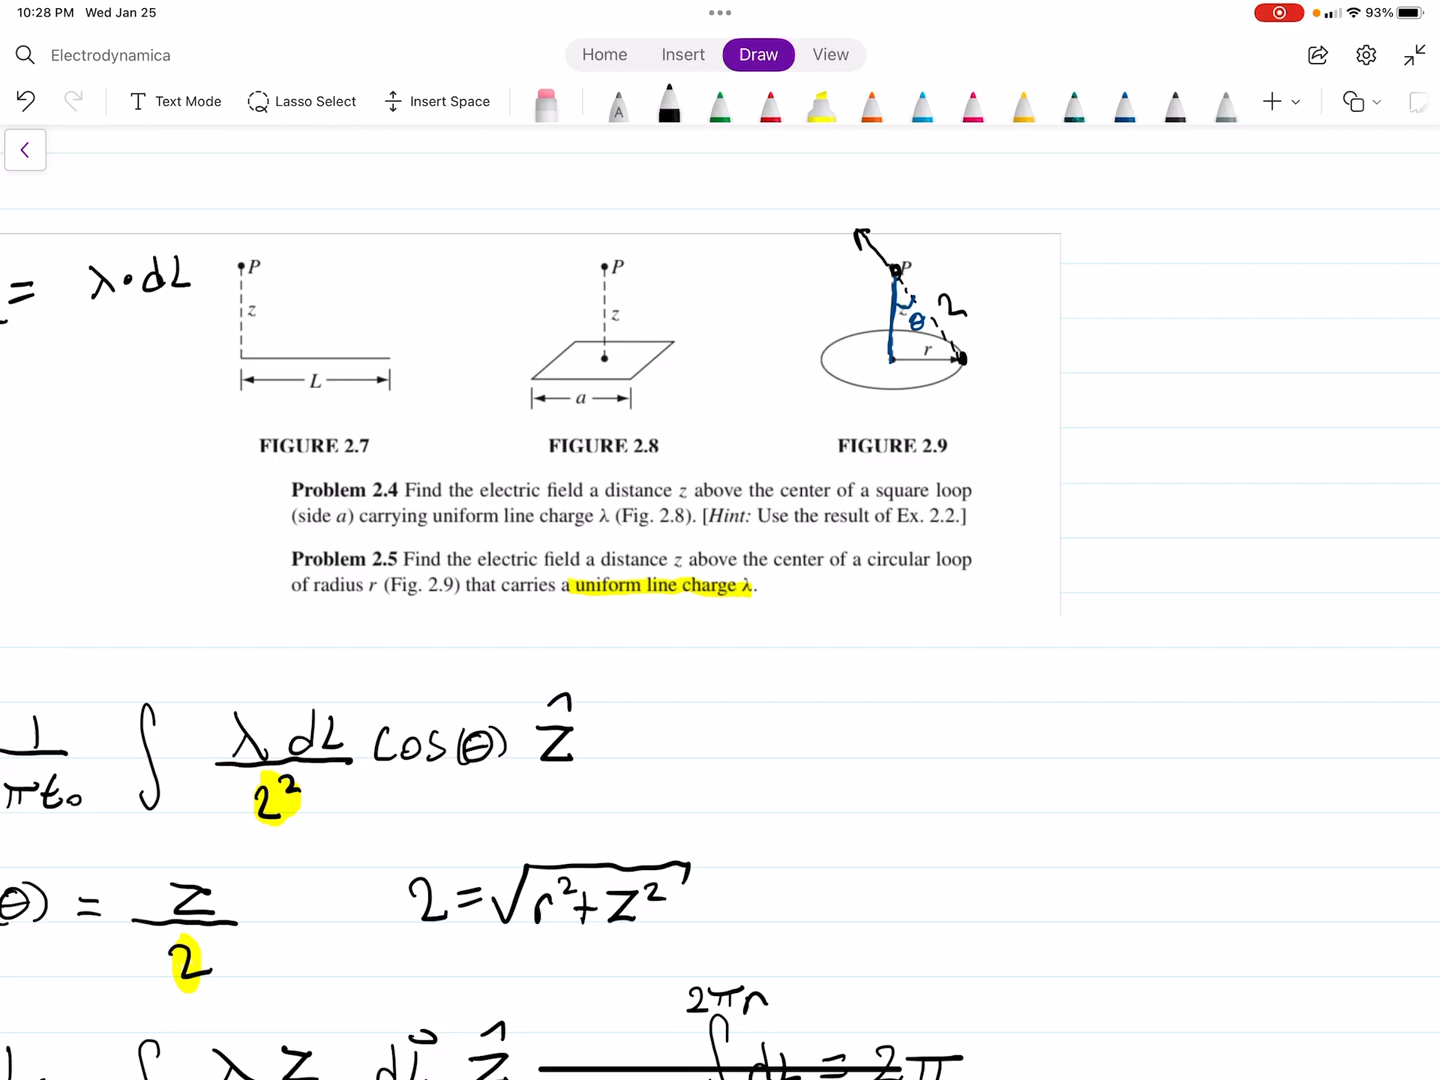 10:28 PM Wed Jan 25
93%
Electrodynamica
Home Insert Draw View
T Text Mode Lasso Select Insert Space
A
= λ·dL
P
z
L
P
z
a
P
2
θ
r
FIGURE 2.7
FIGURE 2.8
FIGURE 2.9
Problem 2.4 Find the electric field a distance z above the center of a square loop
(side a) carrying uniform line charge λ (Fig. 2.8). [Hint: Use the result of Ex. 2.2.]
Problem 2.5 Find the electric field a distance z above the center of a circular loop
of radius r (Fig. 2.9) that carries a uniform line charge λ.
1/πε₀ ∫ λ dL/2² cos(θ) ẑ
θ) = z/2 2 = √r²+z²
2πr
∫ λ z dL ẑ ∫ dL = 2π